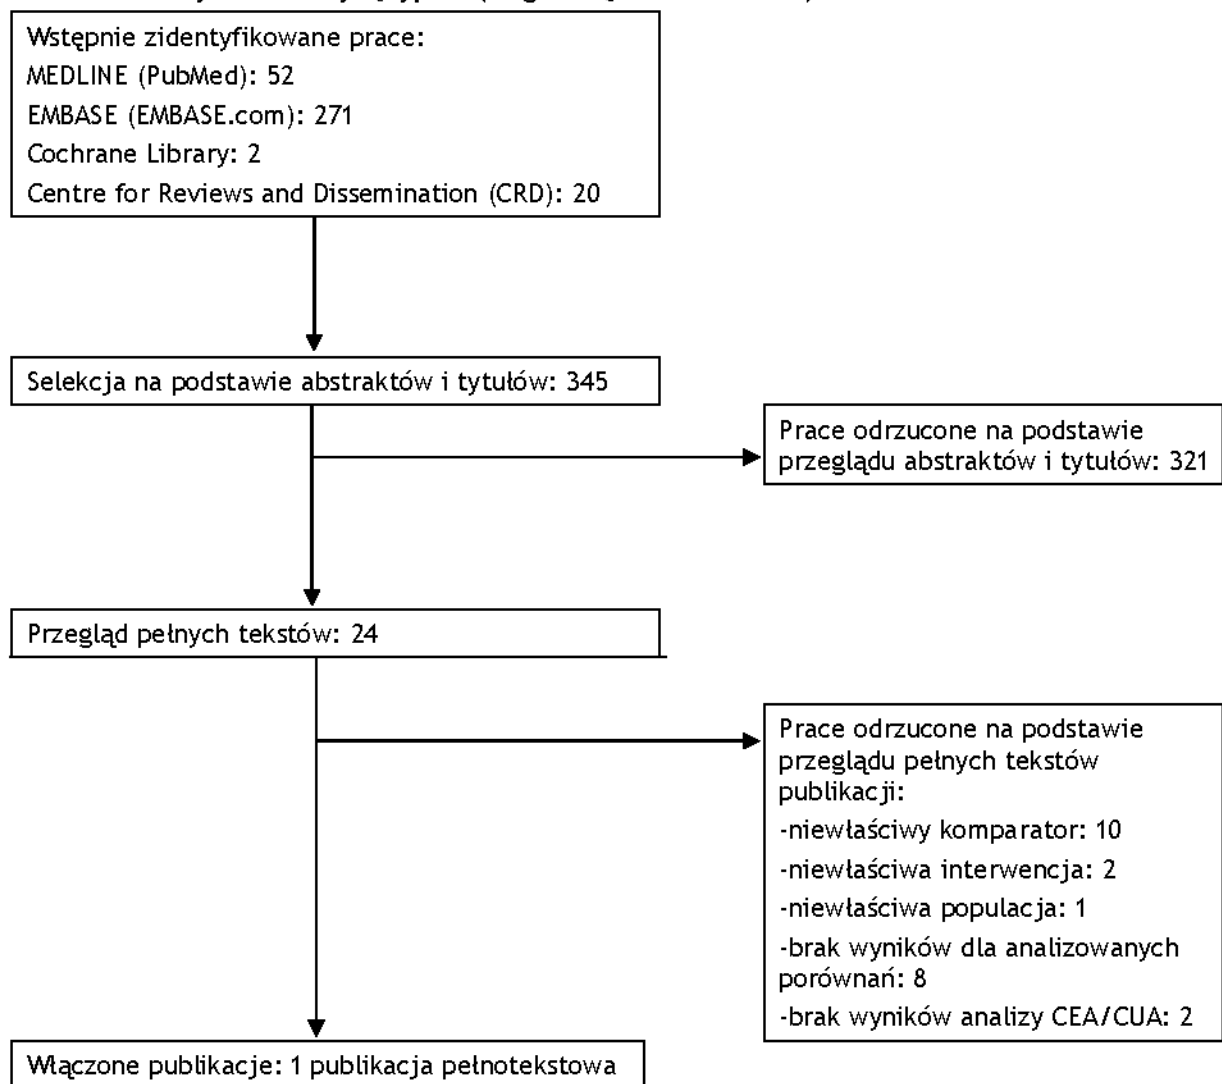 Wstępnie zidentyfikowane prace:
MEDLINE (PubMed): 52
EMBASE (EMBASE.com): 271
Cochrane Library: 2
Centre for Reviews and Dissemination (CRD): 20
Selekcja na podstawie abstraktów i tytułów: 345
Prace odrzucone na podstawie
przeglądu abstraktów i tytułów: 321
Przegląd pełnych tekstów: 24
Prace odrzucone na podstawie
przeglądu pełnych tekstów
publikacji:
-niewłaściwy komparator: 10
-niewłaściwa interwencja: 2
-niewłaściwa populacja: 1
-brak wyników dla analizowanych
porównań: 8
-brak wyników analizy CEA/CUA: 2
Włączone publikacje: 1 publikacja pełnotekstowa